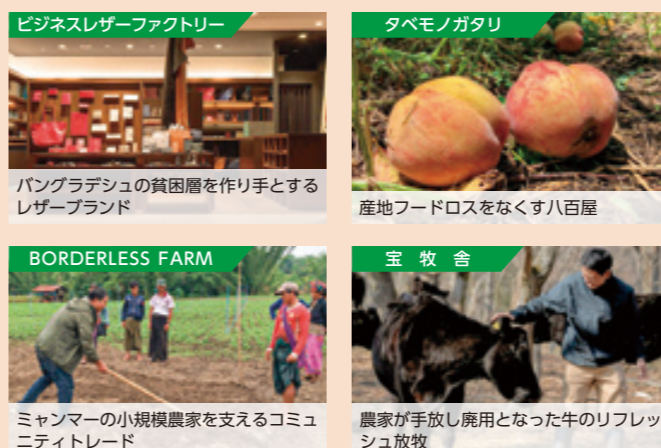 ビジネスレザーファクトリー
バングラデシュの貧困層を作り手とする
レザーブランド
タベモノガタリ
産地フードロスをなくす八百屋
BORDERLESS FARM
ミャンマーの小規模農家を支えるコミュ
ニティトレード
宝 牧 舎
農家が手放し廃用となった牛のリフレッ
シュ放牧